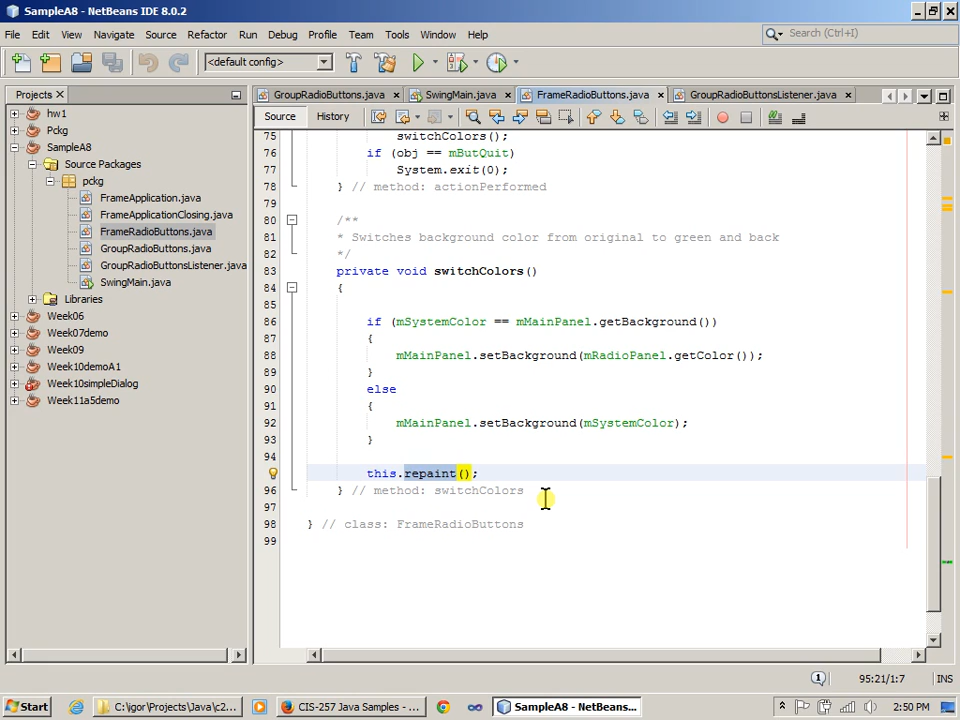 SampleA8 - NetBeans IDE 8.0.2
File Edit View Navigate Source Refactor Run Debug Profile Team Tools Window Help
Search (Ctrl+I)
<default config>
Projects
GroupRadioButtons.java
SwingMain.java
FrameRadioButtons.java
GroupRadioButtonsListener.java
Source History
hw1
Pckg
SampleA8
Source Packages
pckg
FrameApplication.java
FrameApplicationClosing.java
FrameRadioButtons.java
GroupRadioButtons.java
GroupRadioButtonsListener.java
SwingMain.java
Libraries
Week06
Week07demo
Week09
Week10demoA1
Week10simpleDialog
Week11a5demo
75 switchColors();
76 if (obj == mButQuit)
77 System.exit(0);
78 } // method: actionPerformed
79
80 /**
81 * Switches background color from original to green and back
82 */
83 private void switchColors()
84 {
85
86 if (mSystemColor == mMainPanel.getBackground())
87 {
88 mMainPanel.setBackground(mRadioPanel.getColor());
89 }
90 else
91 {
92 mMainPanel.setBackground(mSystemColor);
93 }
94
this.repaint();
96 } // method: switchColors
97
98 } // class: FrameRadioButtons
99
1
95:21/1:7
INS
Start
C:\igor\Projects\Java\c2...
CIS-257 Java Samples - ...
SampleA8 - NetBeans...
2:50 PM